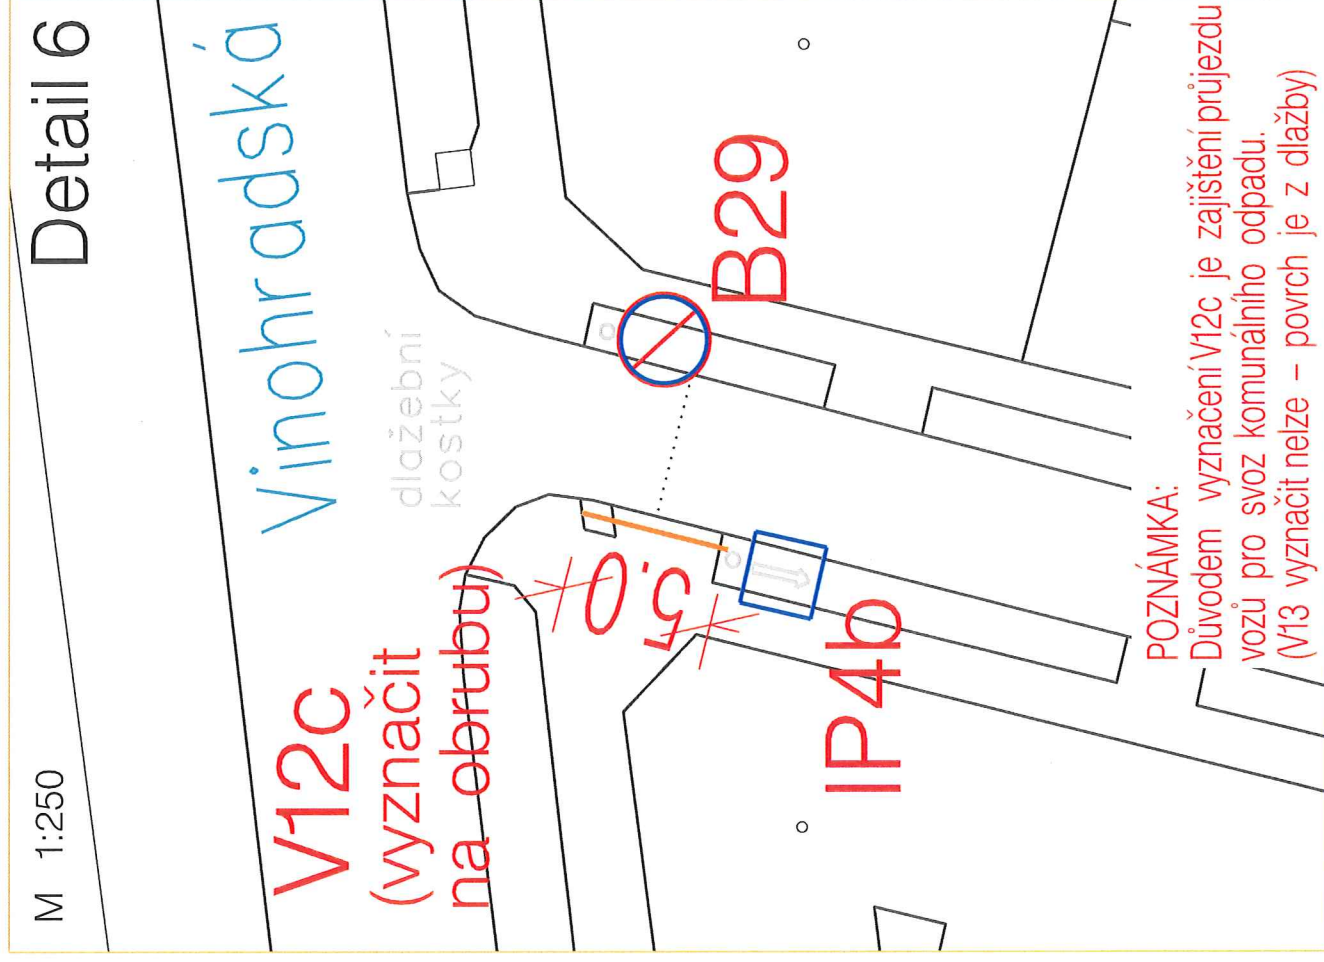 M 1:250
Detail 6
Vinohradská
V12c
(vyznačit
na obrubu)
dlažební
kostky
5.0
B29
IP4b
POZNÁMKA:
Důvodem vyznačení V12c je zajištění průjezdu
vozu pro svoz komunálního odpadu.
(V13 vyznačit nelze – povrch je z dlažby)